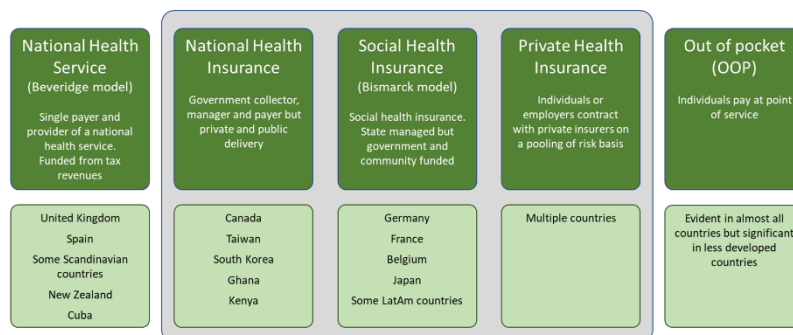 National Health
Service
(Beveridge model)
Single payer and
provider of a national
health service.
Funded from tax
revenues
National Health
Insurance
Government collector,
manager and payer but
private and public
delivery
Social Health
Insurance
(Bismarck model)
Social health insurance.
State managed but
government and
community funded
Private Health
Insurance
Individuals or
employers contract
with private insurers on
a pooling of risk basis
Out of pocket
(OOP)
Individuals pay at point
of service
United Kingdom
Spain
Some Scandinavian
countries
New Zealand
Cuba
Canada
Taiwan
South Korea
Ghana
Kenya
Germany
France
Belgium
Japan
Some LatAm countries
Multiple countries
Evident in almost all
countries but significant
in less developed
countries